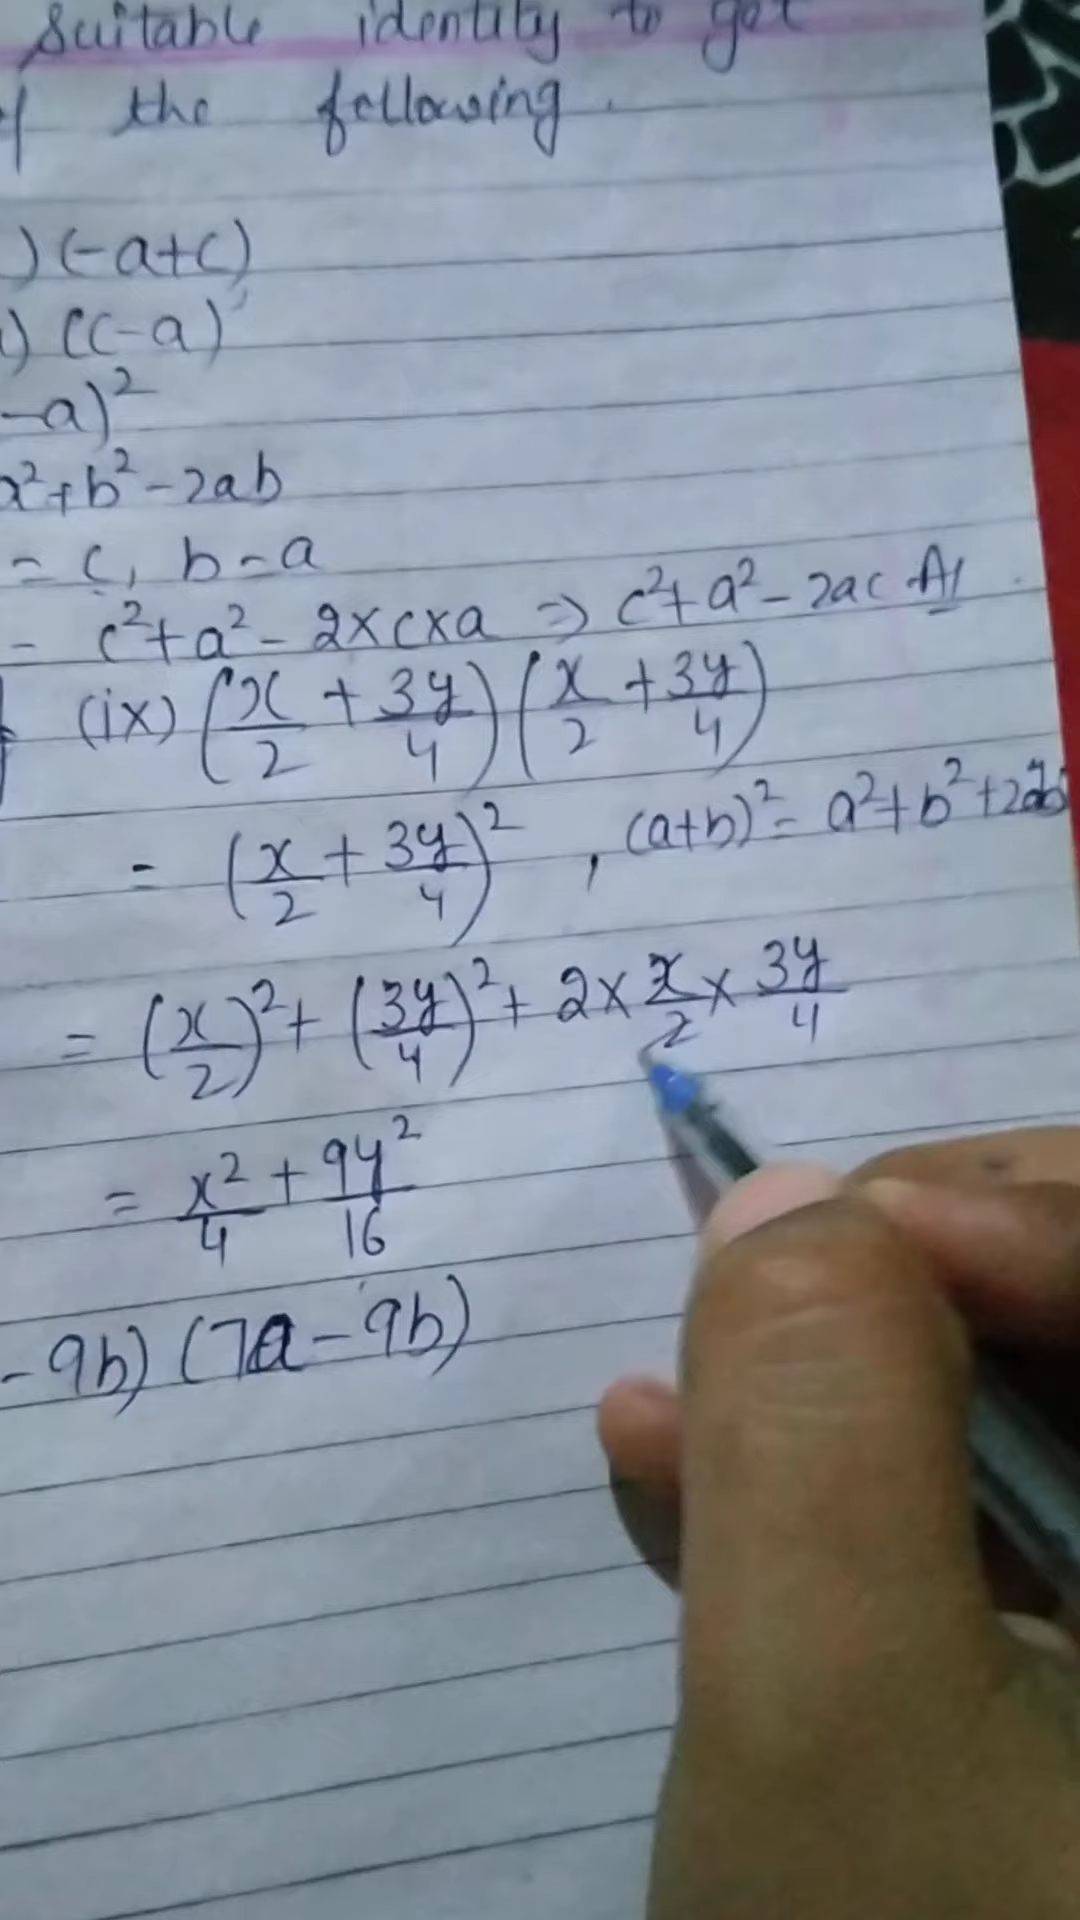 suitable identity to get
of the following.
) (-a+c)
) (c-a)
-a)²
x²+b²-2ab
= c, b=a
= c²+a²-2×c×a ⇒ c²+a²-2ac
(ix) (x/2 + 3y/4) (x/2 + 3y/4)
= (x/2 + 3y/4)², (a+b)² = a²+b²+2ab
= (x/2)² + (3y/4)² + 2 × x/2 × 3y/4
= x²/4 + 9y²/16
-9b) (7a-9b)